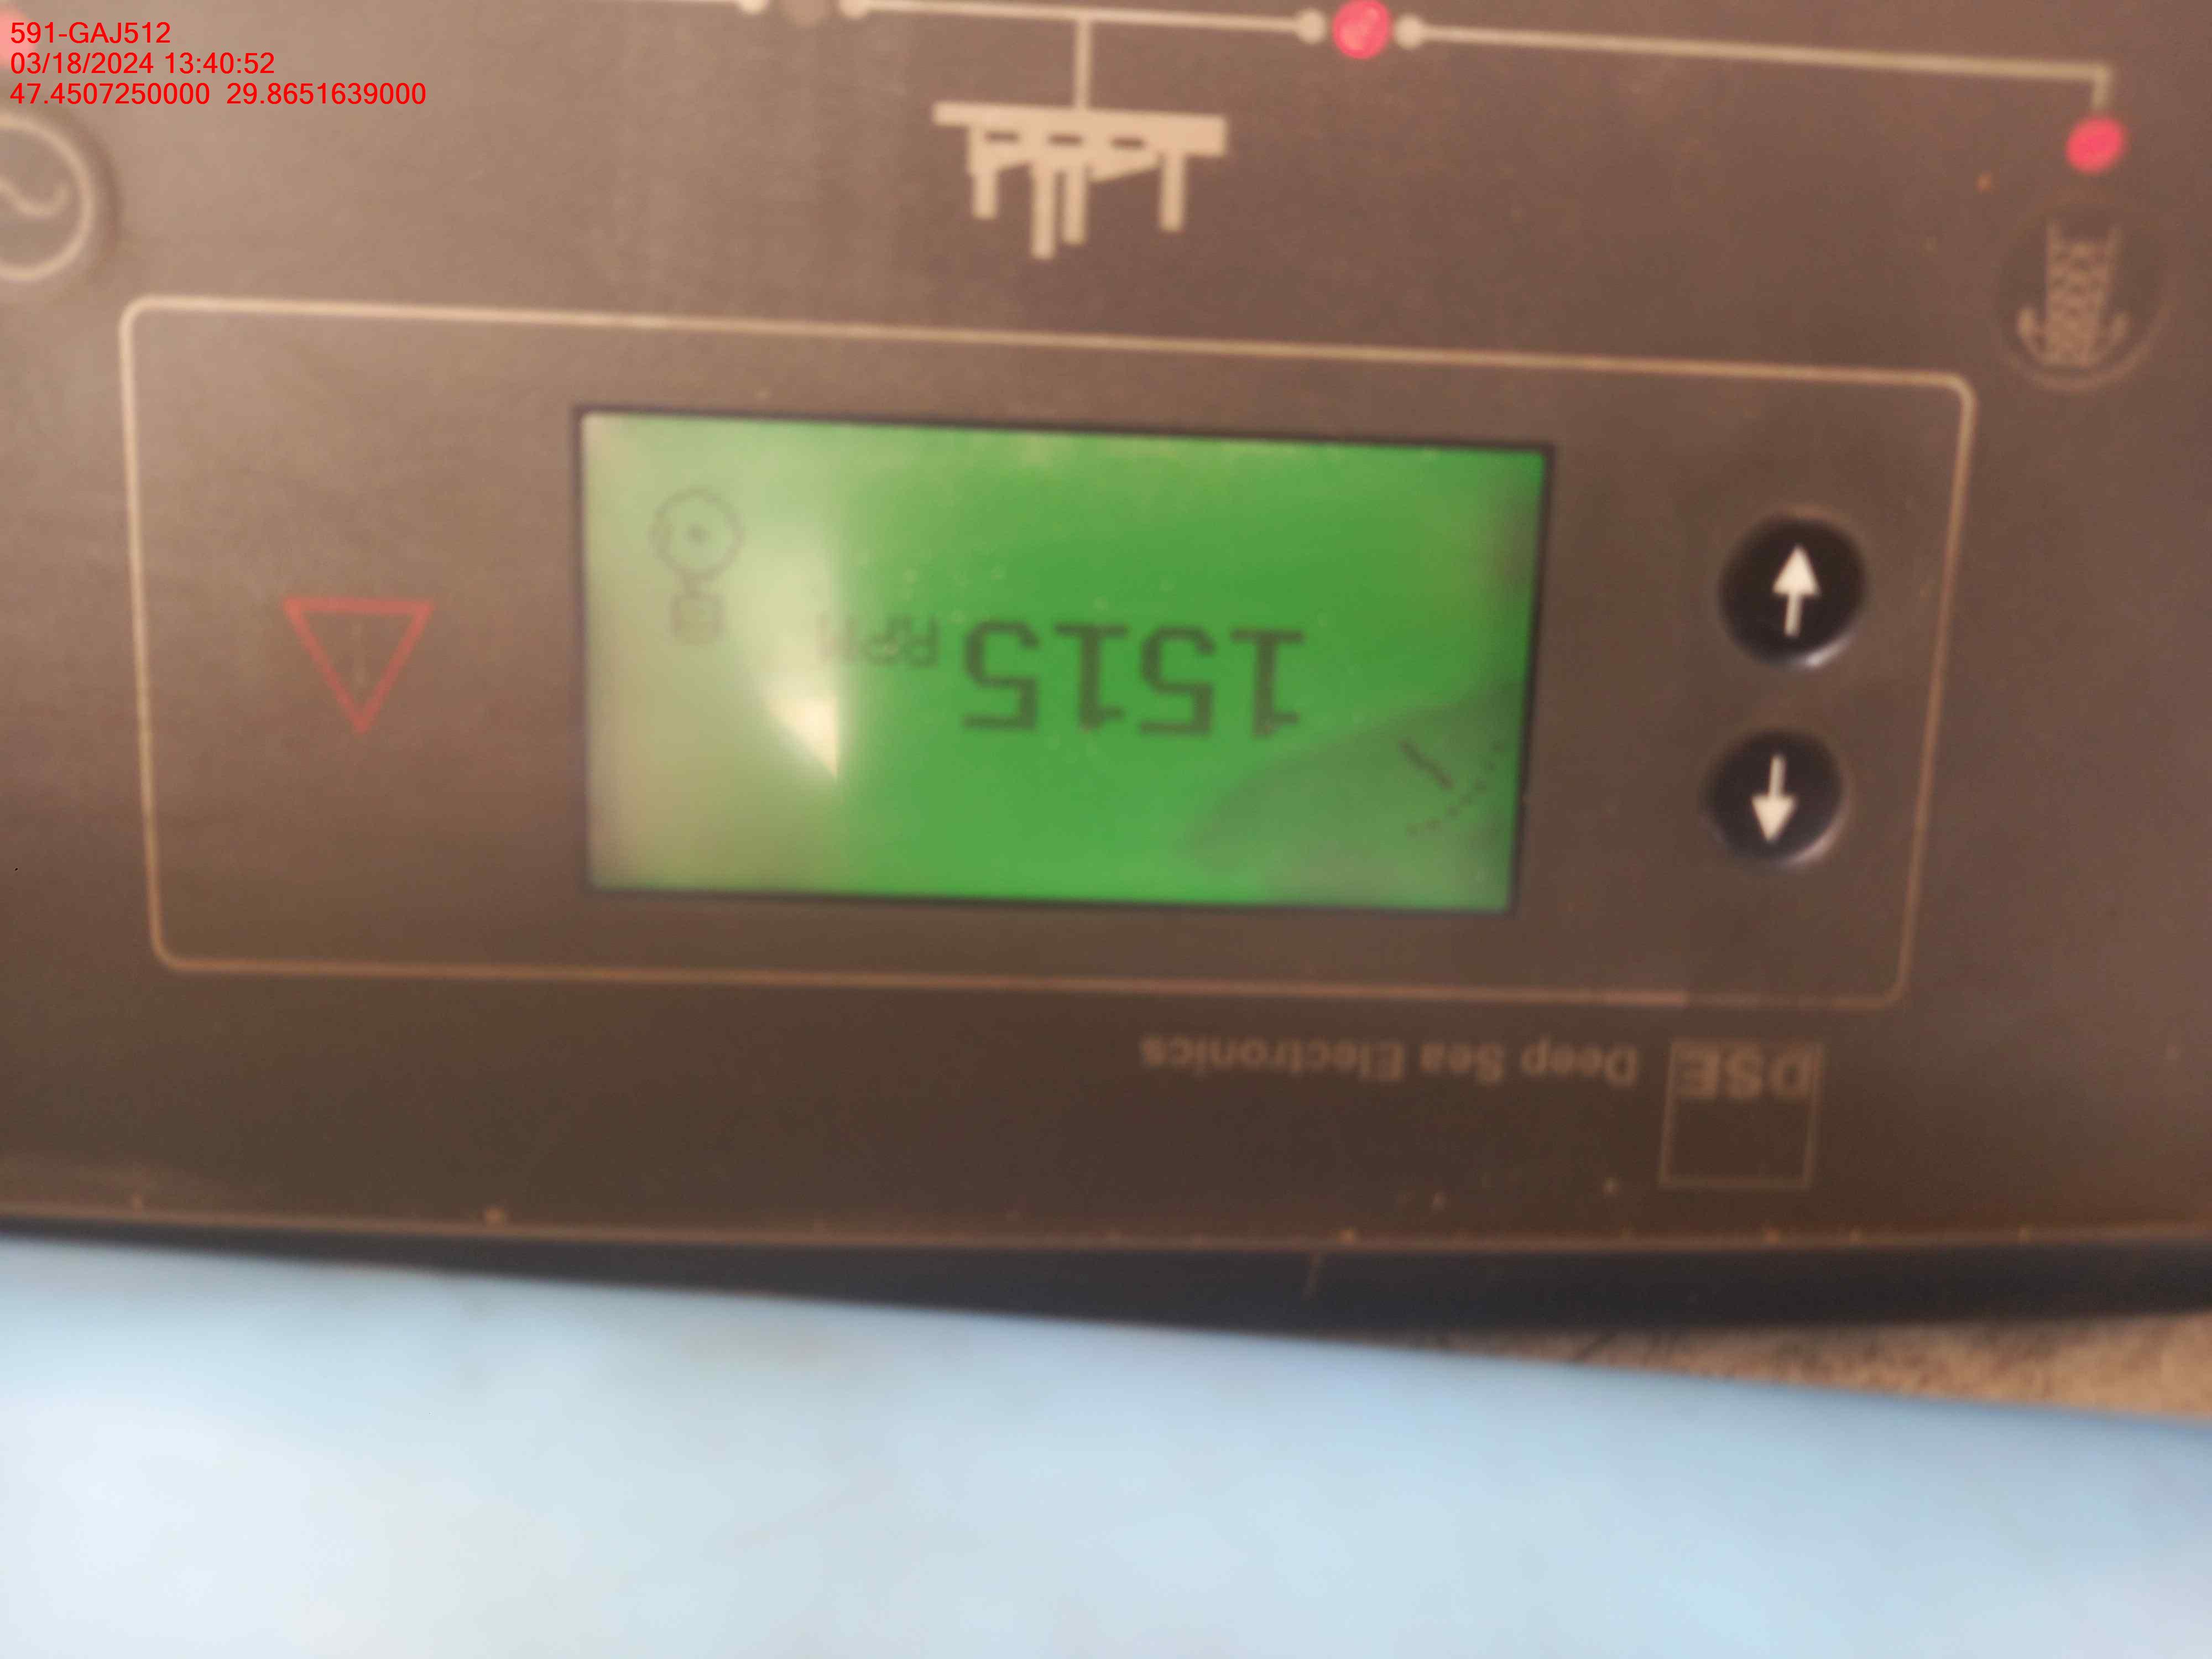 591-GAJ512
03/18/2024 13:40:52
47.4507250000 29.8651639000
DSE Deep Sea Electronics
1515 RPM